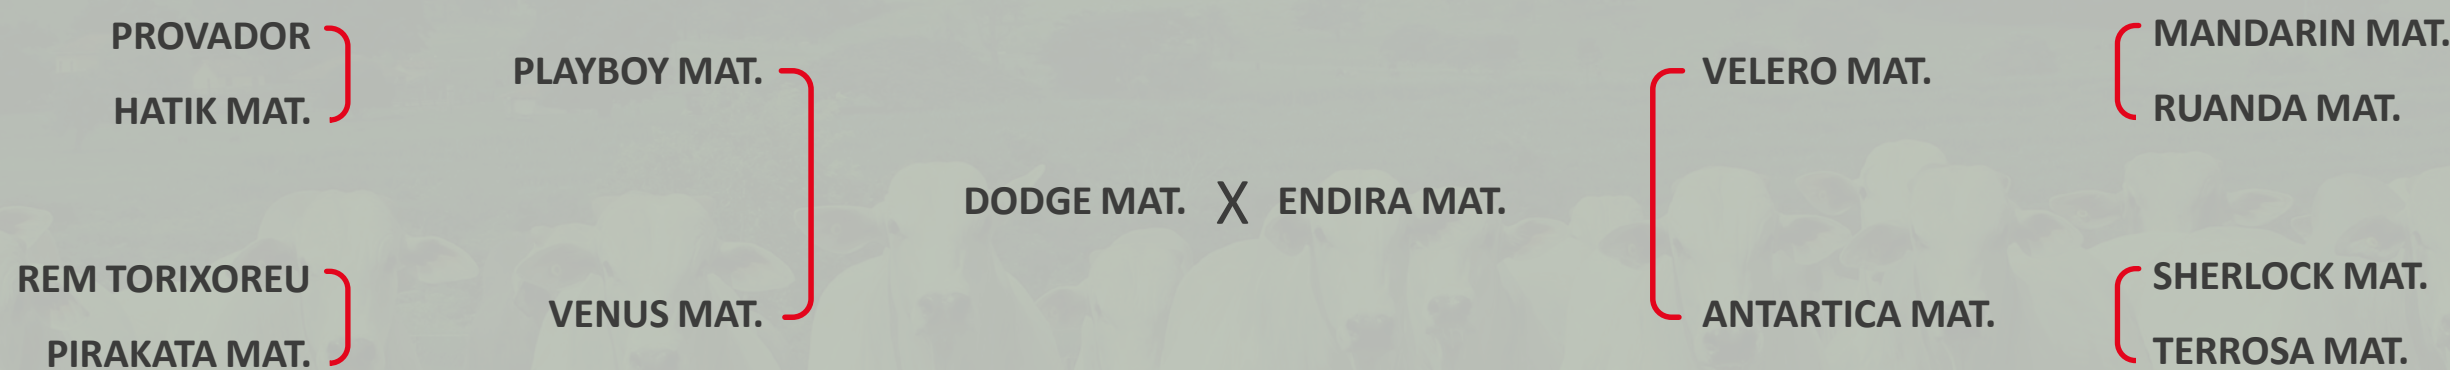 PROVADOR
HATIK MAT.
PLAYBOY MAT.
REM TORIXOREU
PIRAKATA MAT.
VENUS MAT.
DODGE MAT. X ENDIRA MAT.
VELERO MAT.
MANDARIN MAT.
RUANDA MAT.
ANTARTICA MAT.
SHERLOCK MAT.
TERROSA MAT.